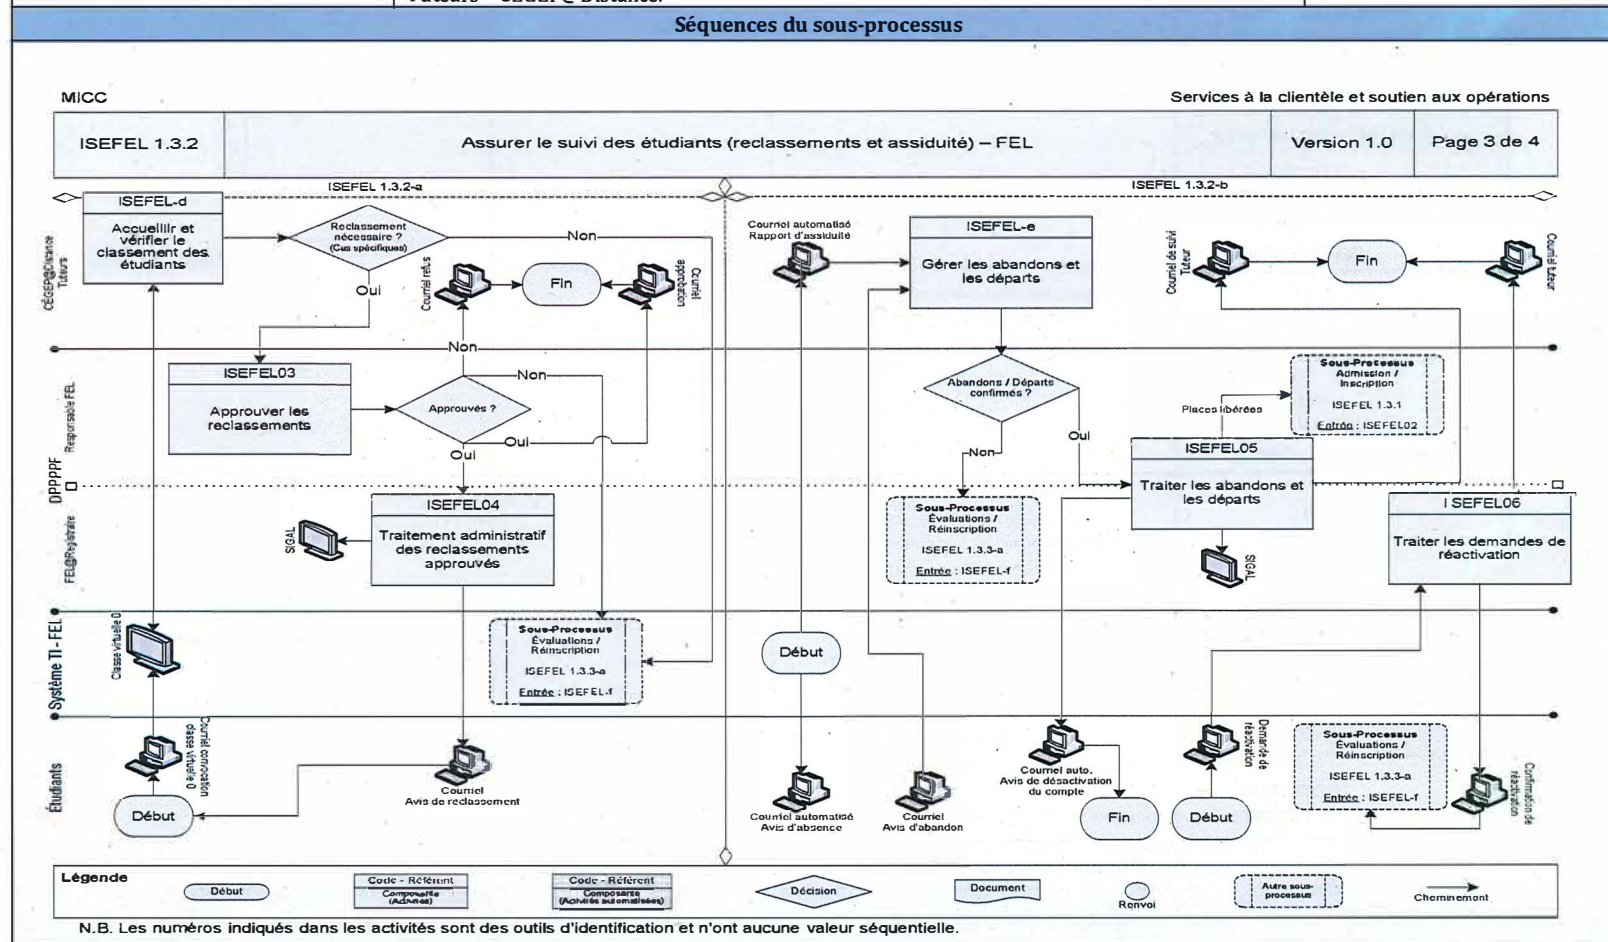 Séquences du sous-processus
MICC
Services à la clientèle et soutien aux opérations
ISEFEL 1.3.2
Assurer le suivi des étudiants (reclassements et assiduité) – FEL
Version 1.0
Page 3 de 4
ISEFEL 1.3.2-a
ISEFEL 1.3.2-b
CÉGEP@Distance
Tuteurs
ISEFEL-d
Accueillir et
vérifier le
classement des
étudiants
Reclassement
nécessaire ?
(Cas spécifiques)
Non
Oui
Courriel refus
Fin
Courriel
approbation
Courriel automatisé
Rapport d'assiduité
ISEFEL-e
Gérer les abandons et
les départs
Courriel de suivi
Tuteur
Fin
Courriel tuteur
DPPPPF
Responsable FEL
ISEFEL03
Approuver les
reclassements
Non
Non
Approuvés ?
Oui
Oui
Abandons / Départs
confirmés ?
Non
Oui
Places libérées
Sous-Processus
Admission /
Inscription
ISEFEL 1.3.1
Entrée : ISEFEL02
FEL@Registraire
SIGAL
ISEFEL04
Traitement administratif
des reclassements
approuvés
Sous-Processus
Évaluations /
Réinscription
ISEFEL 1.3.3-a
Entrée : ISEFEL-f
ISEFEL05
Traiter les abandons et
les départs
SIGAL
ISEFEL06
Traiter les demandes de
réactivation
Système TI - FEL
Classe virtuelle 0
Sous-Processus
Évaluations /
Réinscription
ISEFEL 1.3.3-a
Entrée : ISEFEL-f
Début
Étudiants
Courriel convocation
classe virtuelle 0
Début
Courriel
Avis de reclassement
Courriel automatisé
Avis d'absence
Courriel
Avis d'abandon
Courriel auto.
Avis de désactivation
du compte
Fin
Demande de
réactivation
Début
Sous-Processus
Évaluations /
Réinscription
ISEFEL 1.3.3-a
Entrée : ISEFEL-f
Confirmation de
réactivation
Légende
Début
Code - Référent
Composante
(Activités)
Code - Référent
Composante
(Activités automatisées)
Décision
Document
Renvoi
Autre sous-
processus
Cheminement
N.B. Les numéros indiqués dans les activités sont des outils d'identification et n'ont aucune valeur séquentielle.